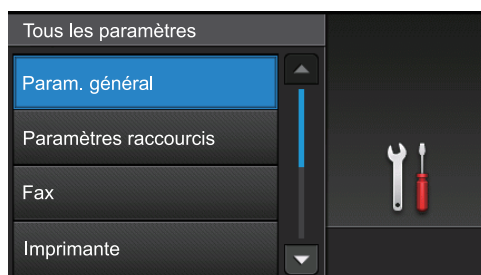 Tous les paramètres
Param. général
Paramètres raccourcis
Fax
Imprimante